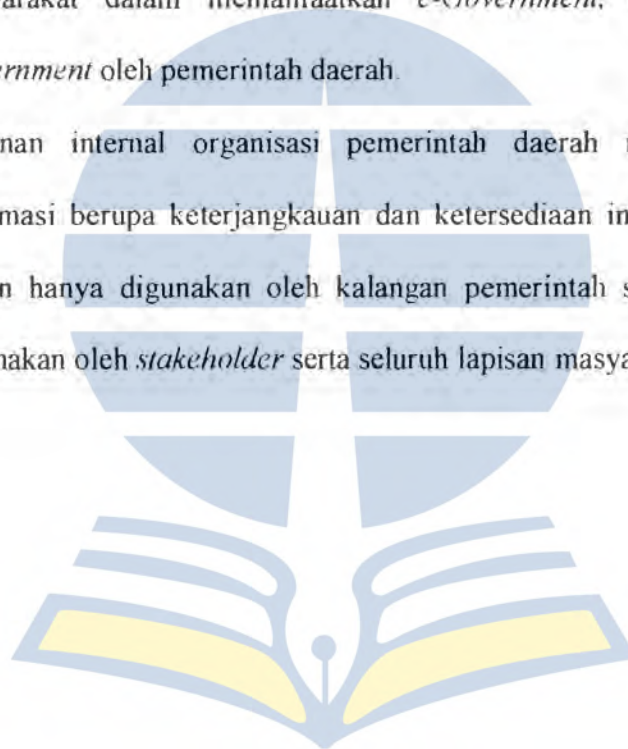 arakat dalam memanfaatkan e-Government,
ernment oleh pemerintah daerah.
nan internal organisasi pemerintah daerah
masi berupa keterjangkauan dan ketersediaan in
n hanya digunakan oleh kalangan pemerintah s
nakan oleh stakeholder serta seluruh lapisan masya